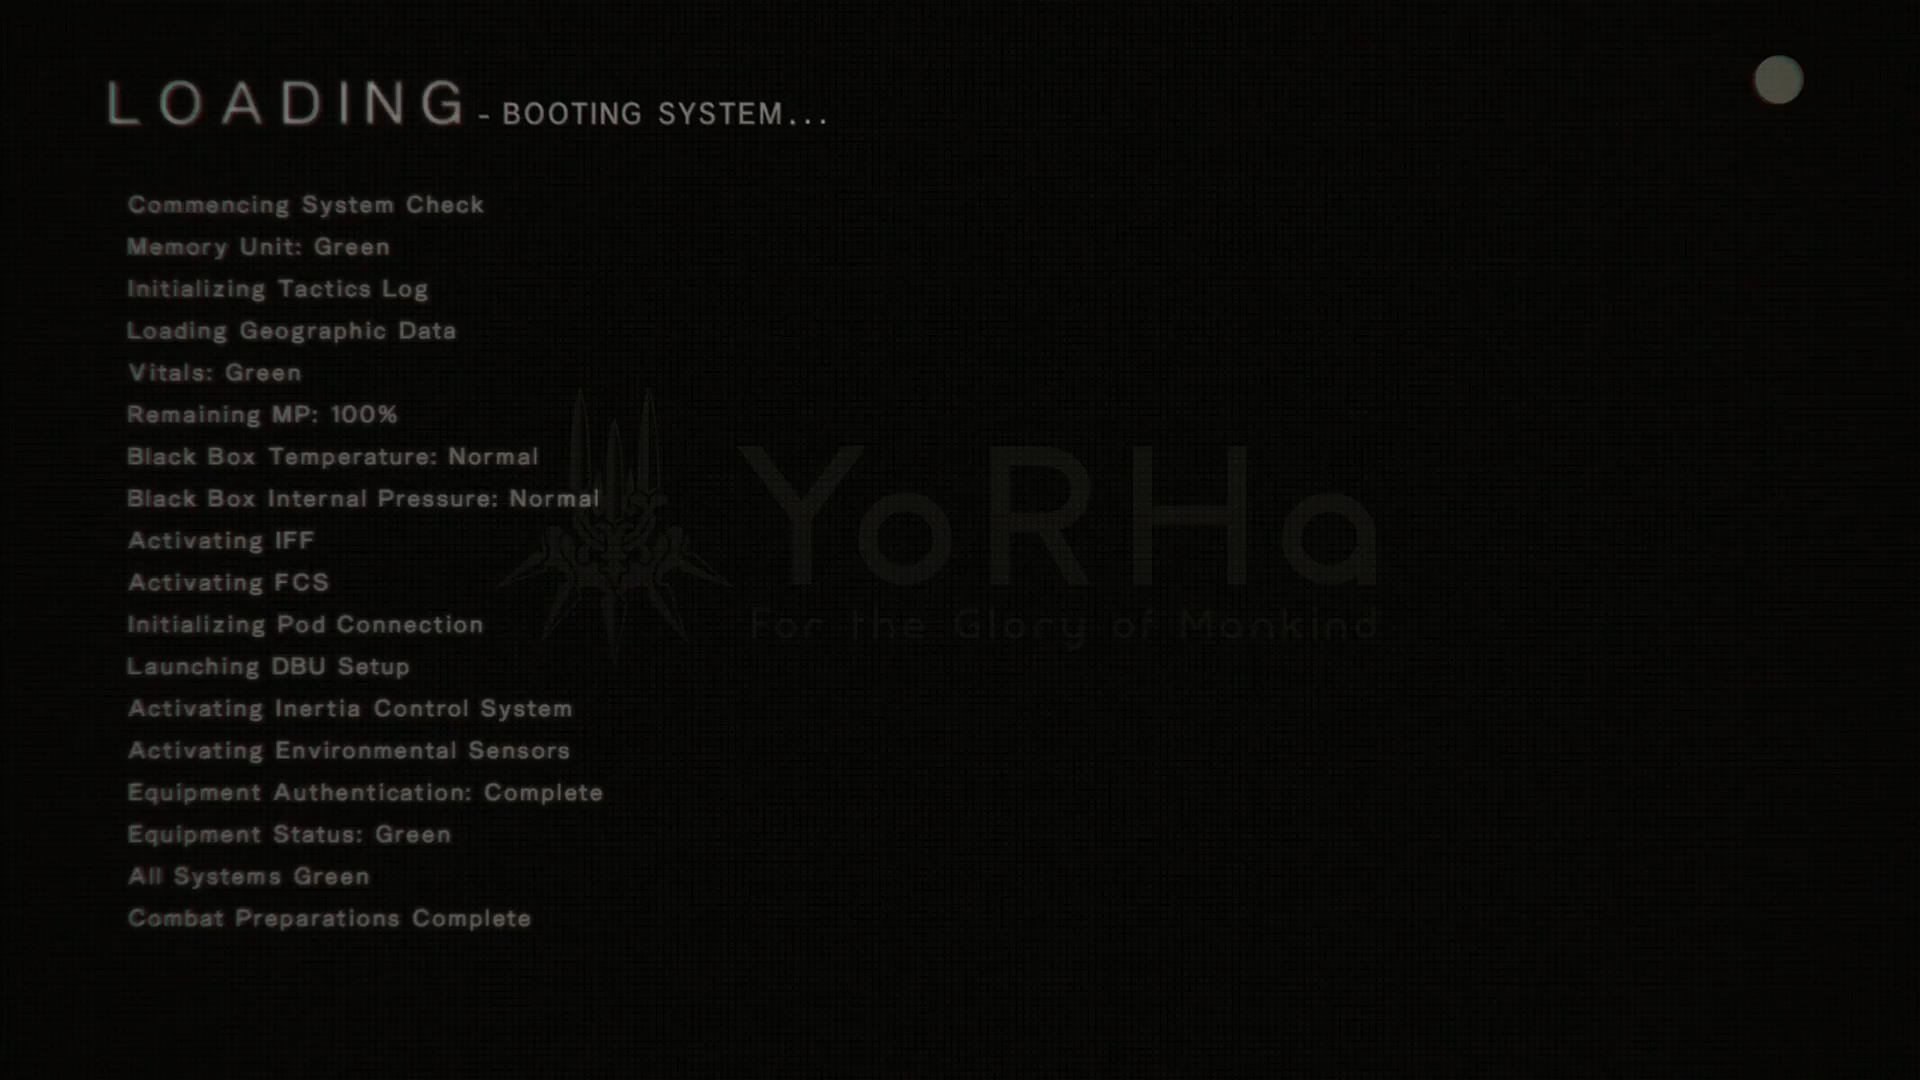 LOADING - BOOTING SYSTEM...
Commencing System Check
Memory Unit: Green
Initializing Tactics Log
Loading Geographic Data
Vitals: Green
Remaining MP: 100%
Black Box Temperature: Normal
Black Box Internal Pressure: Normal
Activating IFF
Activating FCS
Initializing Pod Connection
Launching DBU Setup
Activating Inertia Control System
Activating Environmental Sensors
Equipment Authentication: Complete
Equipment Status: Green
All Systems Green
Combat Preparations Complete
YoRHa
For the Glory of Mankind